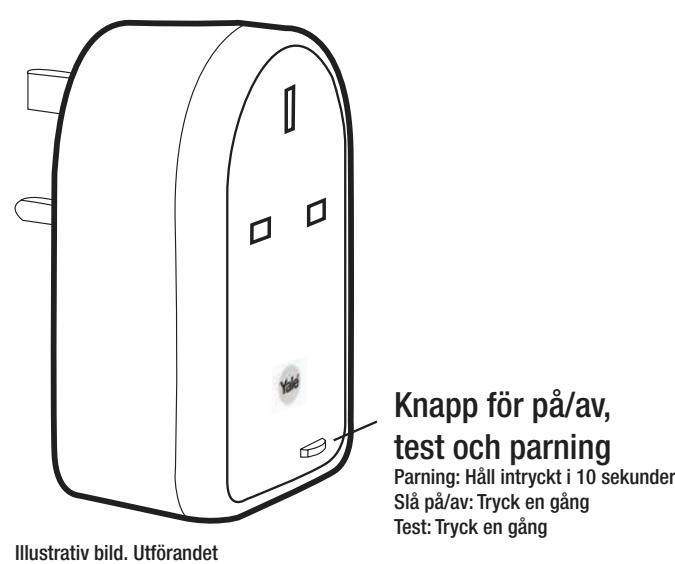 Yale
Knapp för på/av,
test och parning
Parning: Håll intryckt i 10 sekunder
Slå på/av: Tryck en gång
Test: Tryck en gång
Illustrativ bild. Utförandet